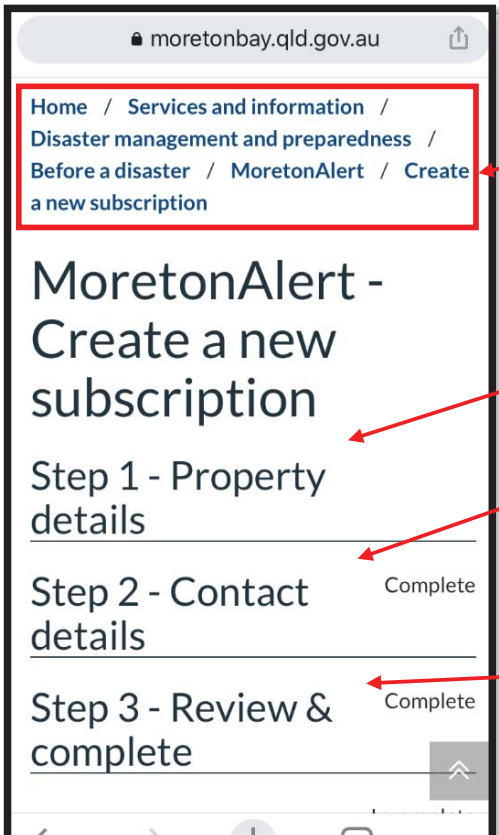 moretonbay.qld.gov.au
Home / Services and information /
Disaster management and preparedness /
Before a disaster / MoretonAlert / Create
a new subscription
MoretonAlert -
Create a new
subscription
Step 1 - Property
details
Step 2 - Contact
details
Complete
Step 3 - Review &
complete
Complete